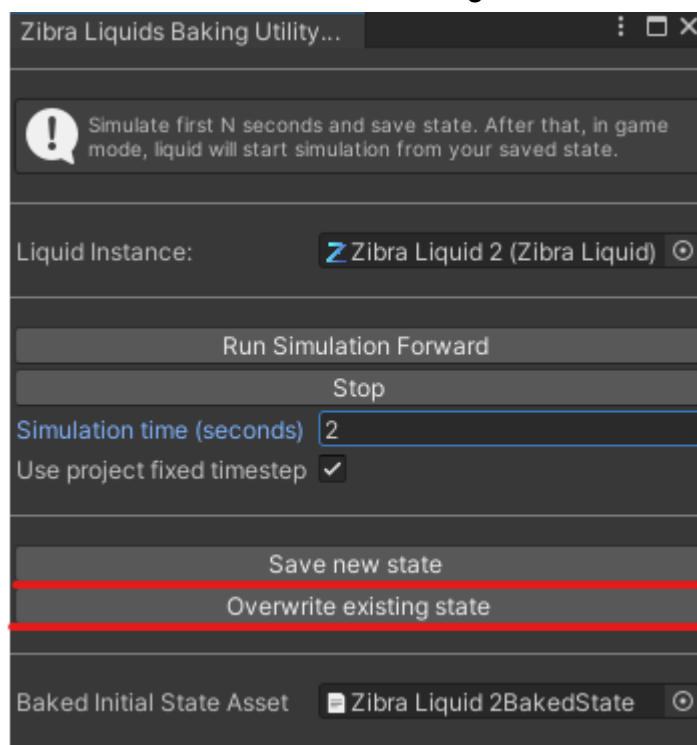 Zibra Liquids Baking Utility...
Simulate first N seconds and save state. After that, in game
mode, liquid will start simulation from your saved state.
Liquid Instance: Zibra Liquid 2 (Zibra Liquid)
Run Simulation Forward
Stop
Simulation time (seconds) 2
Use project fixed timestep
Save new state
Overwrite existing state
Baked Initial State Asset Zibra Liquid 2BakedState